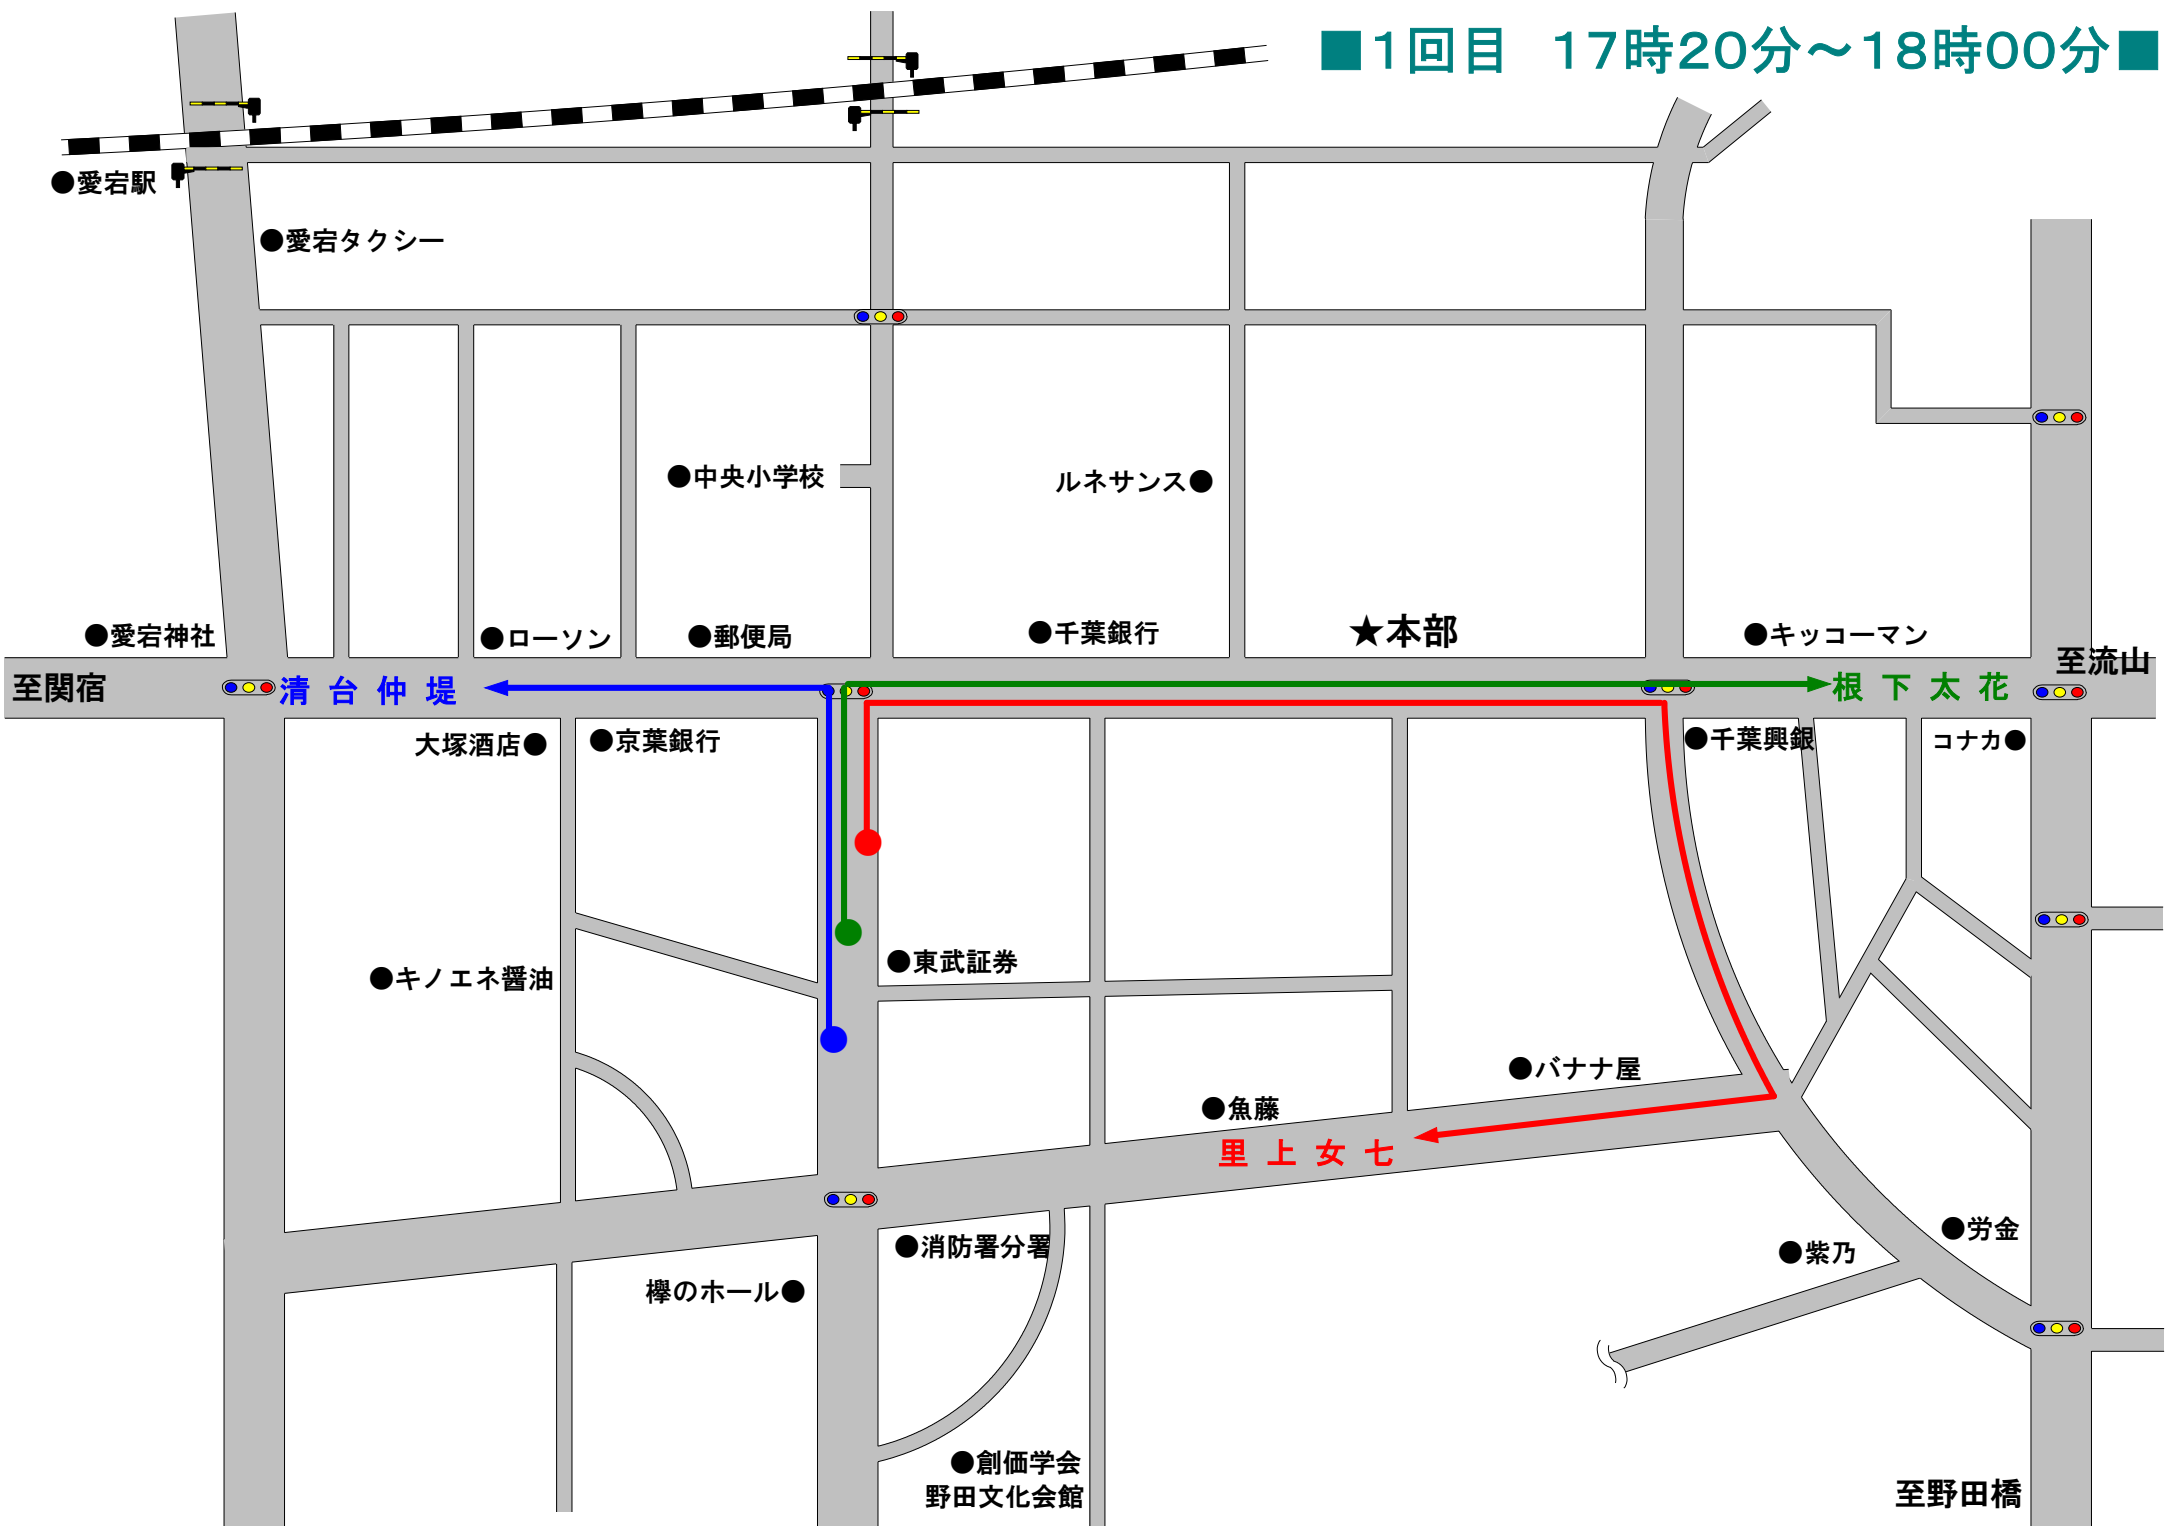 ■1回目　17時20分～18時00分■
●愛宕駅
●愛宕タクシー
●中央小学校
ルネサンス●
●愛宕神社
●ローソン
●郵便局
●千葉銀行
★本部
●キッコーマン
至流山
至関宿
清 台 仲 堤
根 下 太 花
大塚酒店●
●京葉銀行
●千葉興銀
コナカ●
●キノエネ醤油
●東武証券
●バナナ屋
●魚藤
里 上 女 七
●消防署分署
●紫乃
●労金
欅のホール●
●創価学会
野田文化会館
至野田橋